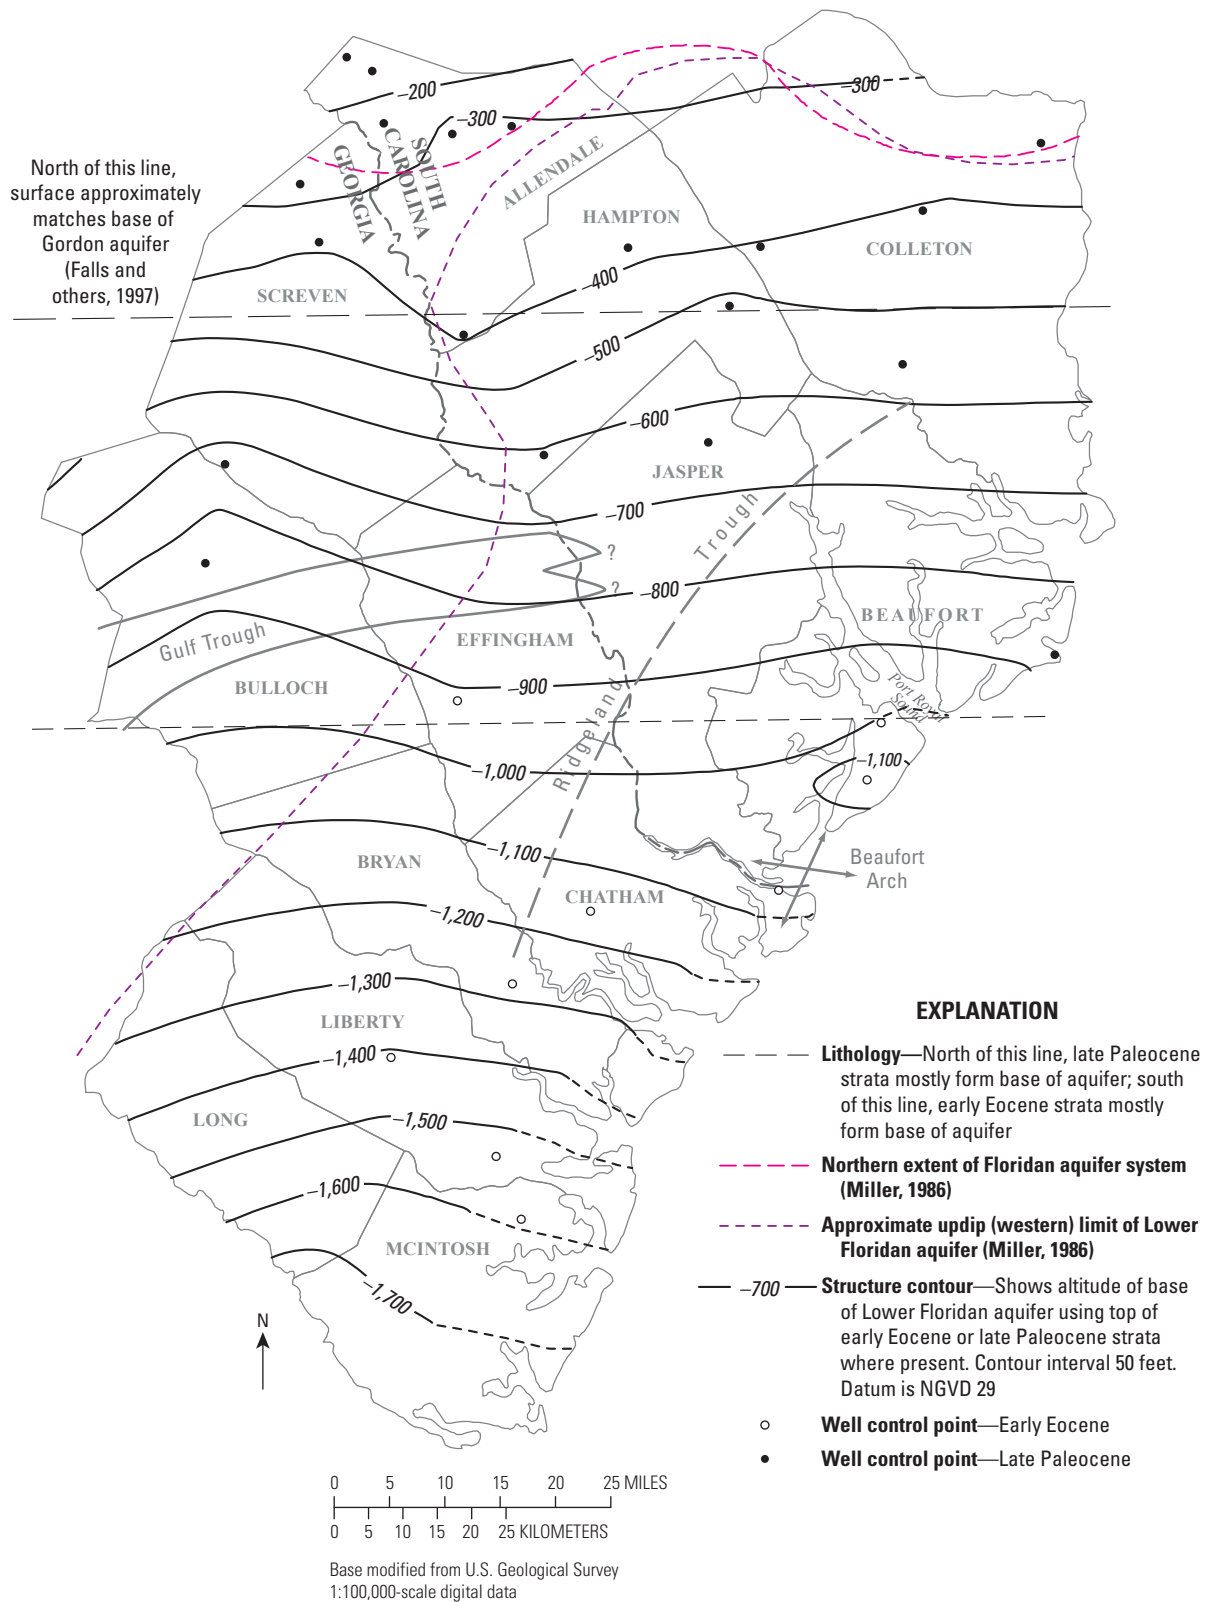 –200
–300
–300
SOUTH
CAROLINA
GEORGIA
ALLENDALE
North of this line,
surface approximately
matches base of
Gordon aquifer
(Falls and
others, 1997)
HAMPTON
COLLETON
–400
SCREVEN
–500
–600
JASPER
–700
Trough
?
?
–800
BEAUFORT
Gulf Trough
EFFINGHAM
BULLOCH
–900
Port Royal
Sound
Ridgeland
–1,000
–1,100
–1,100
BRYAN
Beaufort
Arch
CHATHAM
–1,200
–1,300
LIBERTY
–1,400
LONG
–1,500
–1,600
MCINTOSH
–1,700
N
EXPLANATION
Lithology—North of this line, late Paleocene
strata mostly form base of aquifer; south
of this line, early Eocene strata mostly
form base of aquifer
Northern extent of Floridan aquifer system
(Miller, 1986)
Approximate updip (western) limit of Lower
Floridan aquifer (Miller, 1986)
–700 Structure contour—Shows altitude of base
of Lower Floridan aquifer using top of
early Eocene or late Paleocene strata
where present. Contour interval 50 feet.
Datum is NGVD 29
Well control point—Early Eocene
Well control point—Late Paleocene
0 5 10 15 20 25 MILES
0 5 10 15 20 25 KILOMETERS
Base modified from U.S. Geological Survey
1:100,000-scale digital data